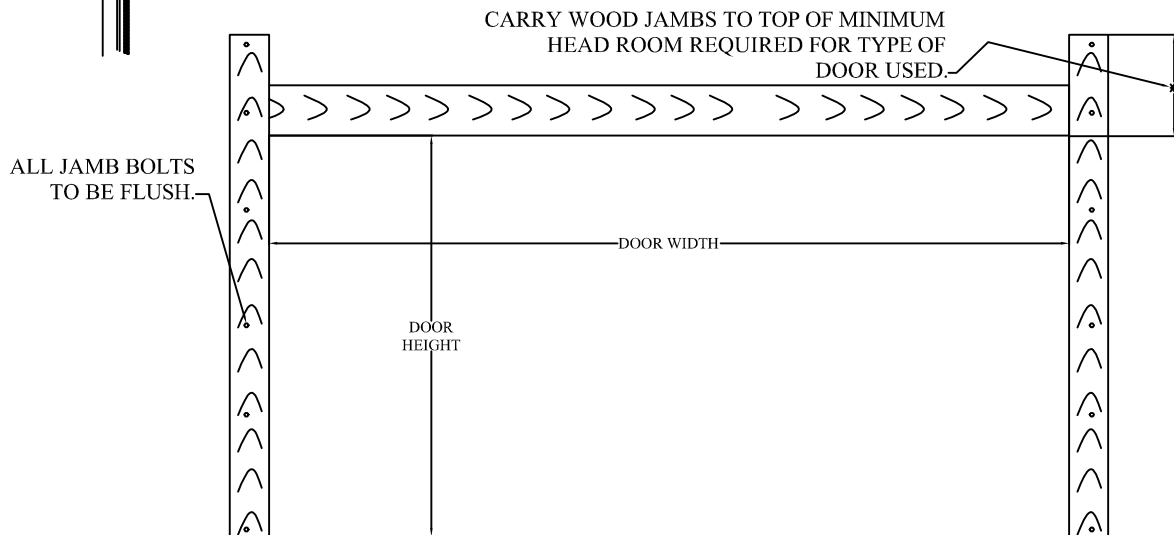 CARRY WOOD JAMBS TO TOP OF MINIMUM
HEAD ROOM REQUIRED FOR TYPE OF
DOOR USED.
ALL JAMB BOLTS
TO BE FLUSH.
DOOR WIDTH
DOOR
HEIGHT